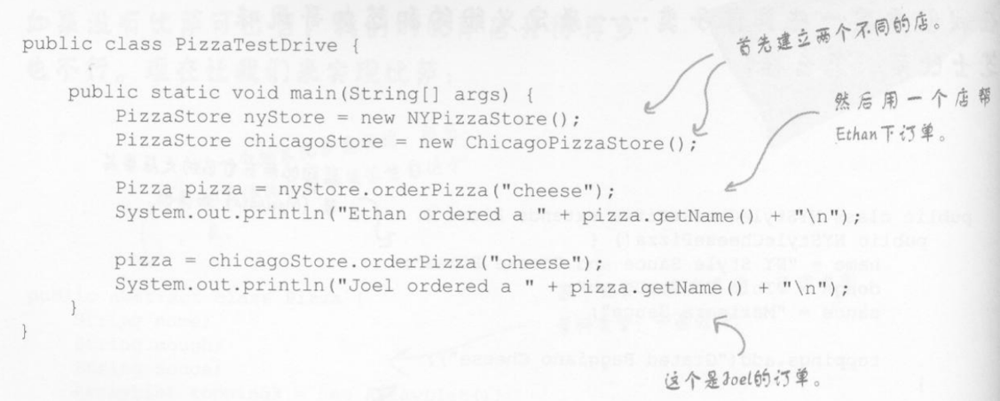 public class PizzaTestDrive {
首先建立两个不同的店。
public static void main(String[] args) {
PizzaStore nyStore = new NYPizzaStore();
PizzaStore chicagoStore = new ChicagoPizzaStore();
然后用一个店帮
Ethan下订单。
Pizza pizza = nyStore.orderPizza("cheese");
System.out.println("Ethan ordered a " + pizza.getName() + "\n");
pizza = chicagoStore.orderPizza("cheese");
System.out.println("Joel ordered a " + pizza.getName() + "\n");
}
}
这个是Joel的订单。